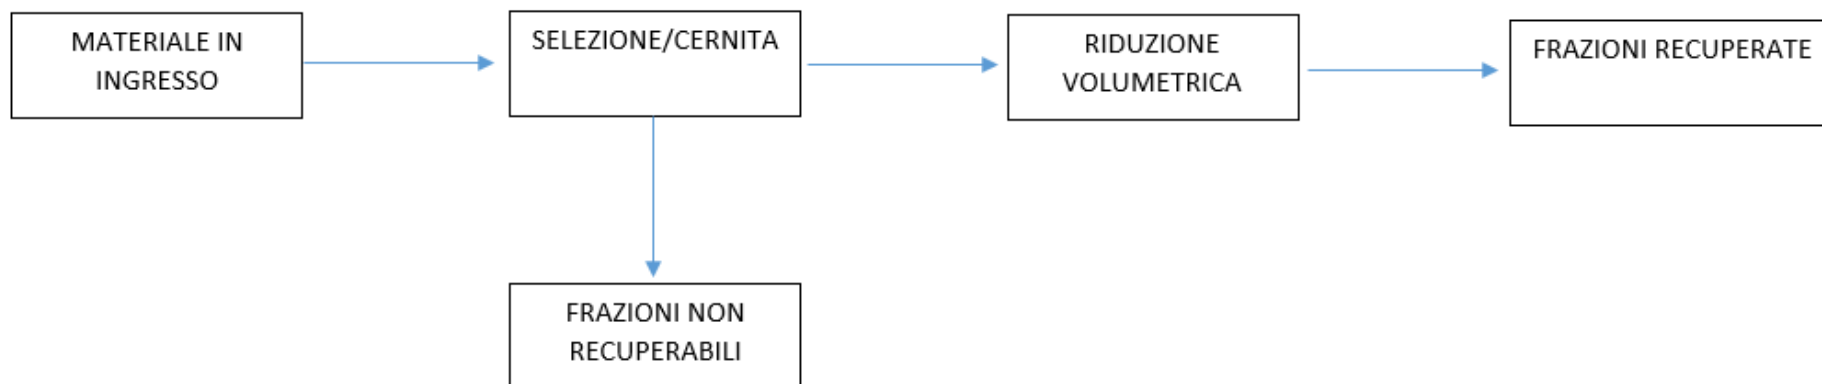 MATERIALE IN
INGRESSO
SELEZIONE/CERNITA
RIDUZIONE
VOLUMETRICA
FRAZIONI RECUPERATE
FRAZIONI NON
RECUPERABILI